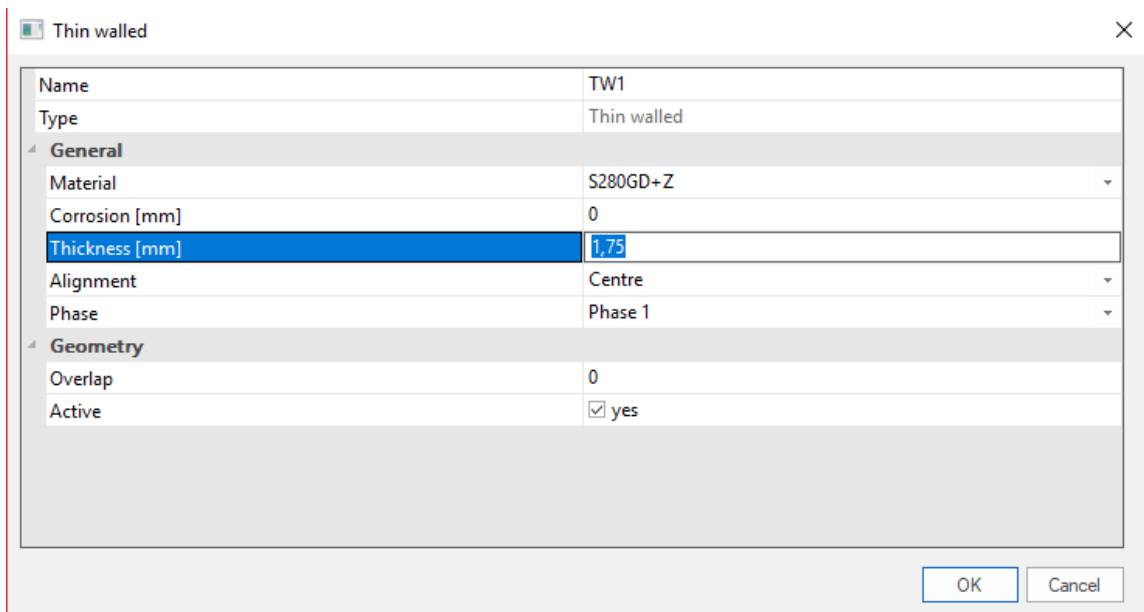 Thin walled
Name TW1
Type Thin walled
General
Material S280GD+Z
Corrosion [mm] 0
Thickness [mm] 1,75
Alignment Centre
Phase Phase 1
Geometry
Overlap 0
Active yes
OK Cancel